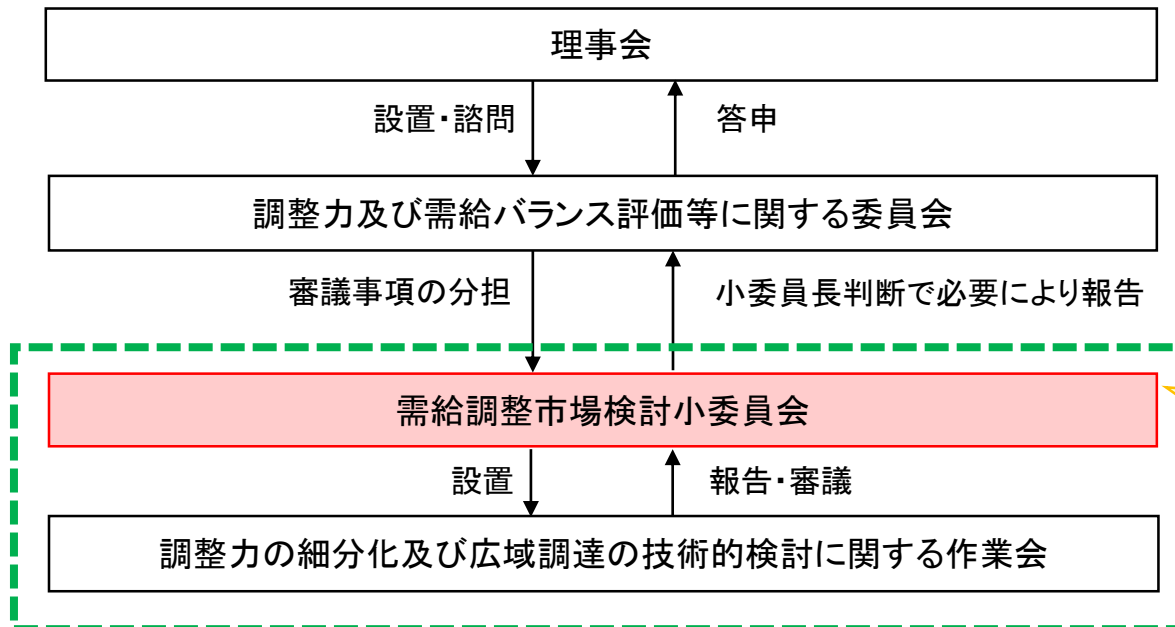 理事会
設置・諮問
答申
調整力及び需給バランス評価等に関する委員会
審議事項の分担
小委員長判断で必要により報告
需給調整市場検討小委員会
設置
報告・審議
調整力の細分化及び広域調達の技術的検討に関する作業会